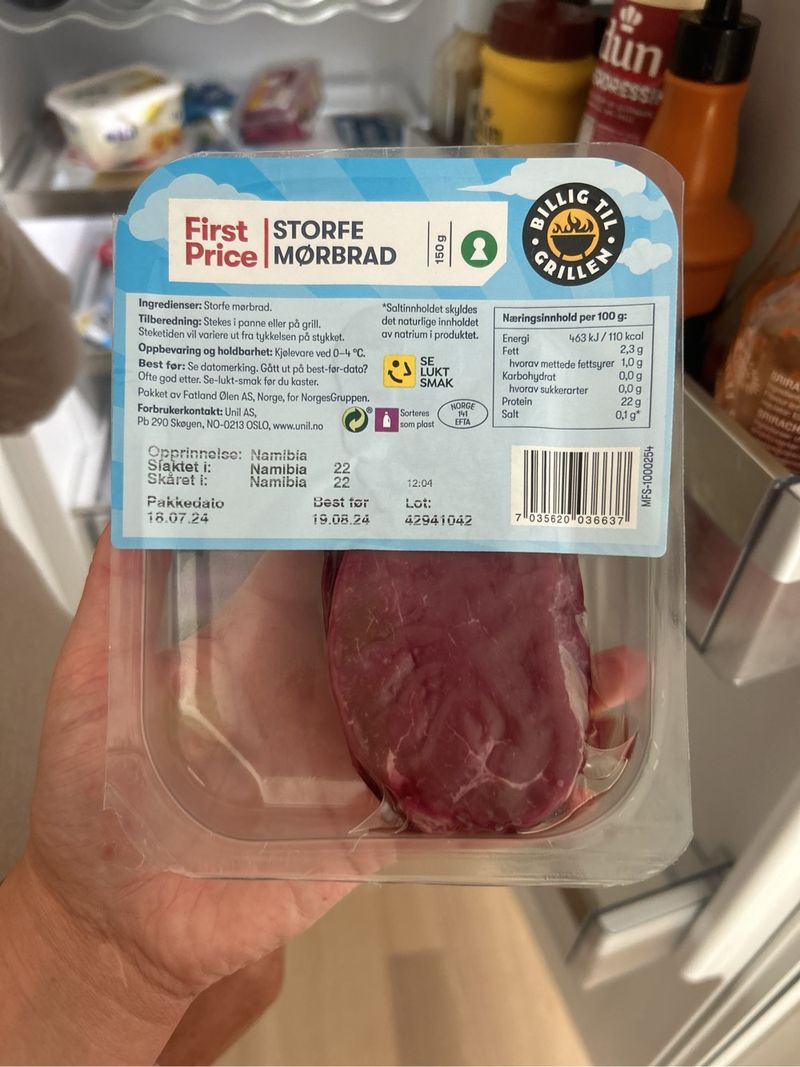 dun
First Price
STORFE MØRBRAD
150 g
BILLIG TIL GRILLEN
Ingredienser: Storfe mørbrad.
Tilberedning: Stekes i panne eller på grill.
Steketiden vil variere ut fra tykkelsen på stykket.
Oppbevaring og holdbarhet: Kjølevare ved 0–4 °C.
Best før: Se datomerking. Gått ut på best-før-dato?
Ofte god etter. Se-lukt-smak før du kaster.
Pakket av Fatland Ølen AS, Norge, for NorgesGruppen.
Forbrukerkontakt: Unil AS,
Pb 290 Skøyen, NO-0213 OSLO, www.unil.no
*Saltinnholdet skyldes
det naturlige innholdet
av natrium i produktet.
SE
LUKT
SMAK
Sorteres
som plast
NORGE
141
EFTA
Næringsinnhold per 100 g:
Energi 463 kJ / 110 kcal
Fett 2,3 g
hvorav mettede fettsyrer 1,0 g
Karbohydrat 0,0 g
hvorav sukkerarter 0,0 g
Protein 22 g
Salt 0,1 g*
Opprinnelse: Namibia
Slaktet i: Namibia 22
Skåret i: Namibia 22 12:04
Pakkedato Best før Lot:
18.07.24 19.08.24 42941042
7 035620 036637
MFS-1000254